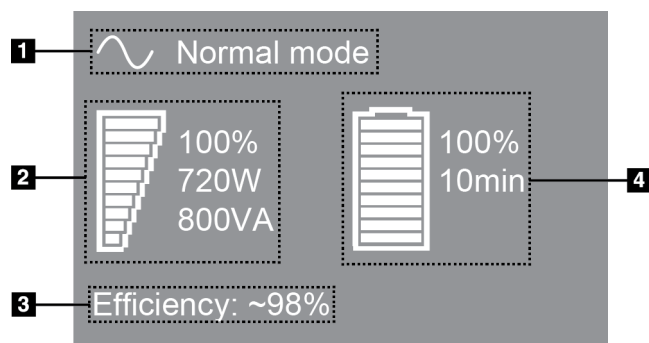 1
Normal mode
2
100%
720W
800VA
4
100%
10min
3
Efficiency: ~98%